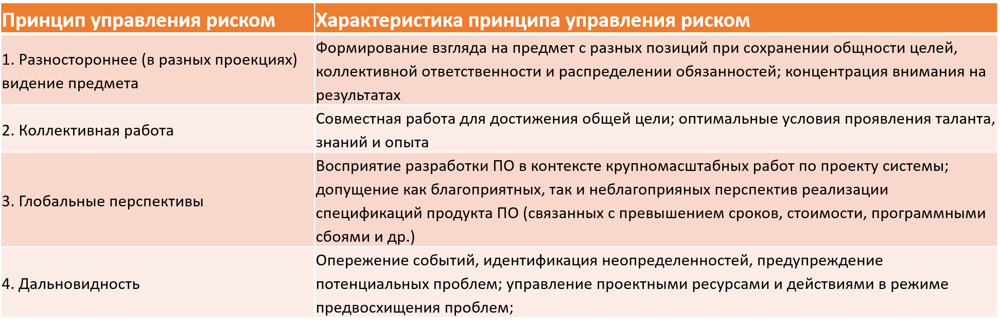 Принцип управления риском
Характеристика принципа управления риском
1. Разностороннее (в разных проекциях)
видение предмета
Формирование взгляда на предмет с разных позиций при сохранении общности целей,
коллективной ответственности и распределении обязанностей; концентрация внимания на
результатах
2. Коллективная работа
Совместная работа для достижения общей цели; оптимальные условия проявления таланта,
знаний и опыта
3. Глобальные перспективы
Восприятие разработки ПО в контексте крупномасштабных работ по проекту системы;
допущение как благоприятных, так и неблагоприяных перспектив реализации
спецификаций продукта ПО (связанных с превышением сроков, стоимости, программными
сбоями и др.)
4. Дальновидность
Опережение событий, идентификация неопределенностей, предупреждение
потенциальных проблем; управление проектными ресурсами и действиями в режиме
предвосхищения проблем;